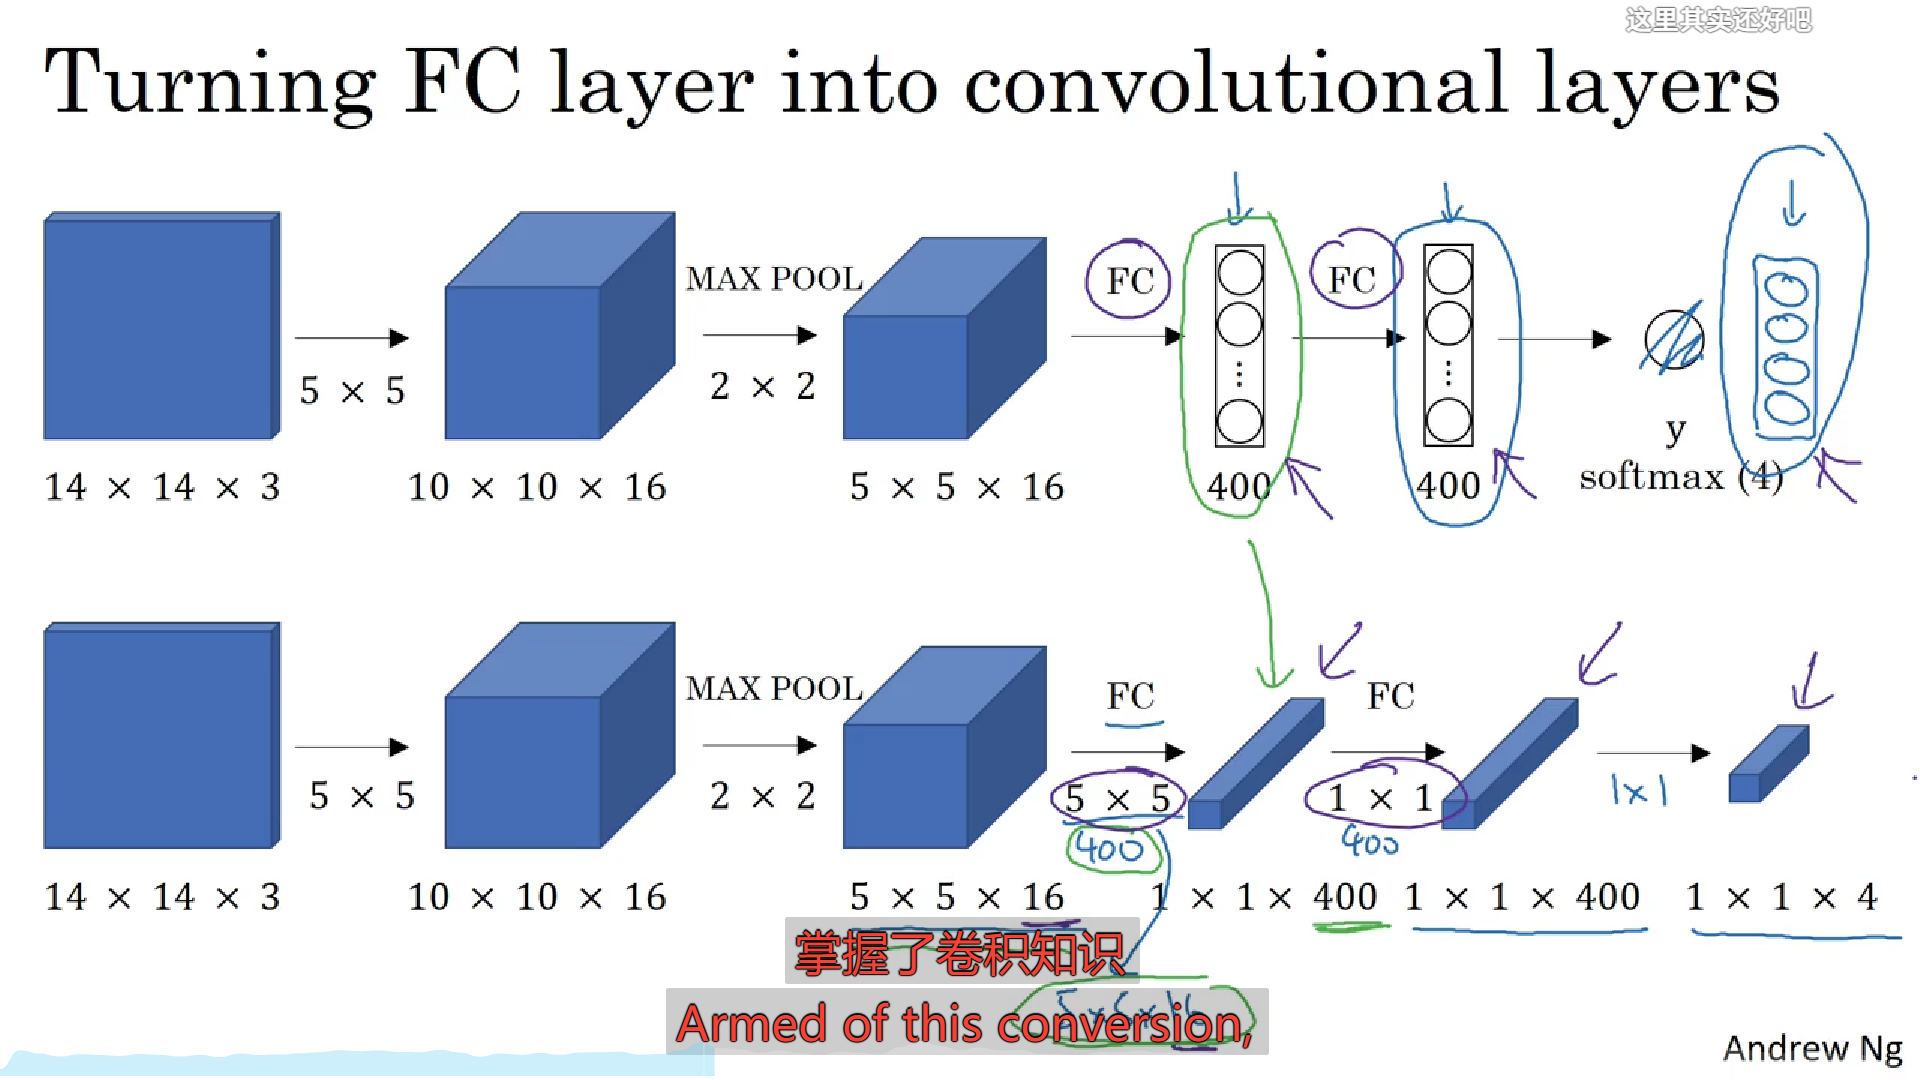 这里其实还好吧
Turning FC layer into convolutional layers
MAX POOL
FC
FC
5 × 5
2 × 2
y
14 × 14 × 3
10 × 10 × 16
5 × 5 × 16
400
400
softmax (4)
MAX POOL
FC
FC
5 × 5
2 × 2
5 × 5
1 × 1
1×1
400
400
14 × 14 × 3
10 × 10 × 16
5 × 5 × 16
1 × 1 × 400
1 × 1 × 400
1 × 1 × 4
掌握了卷积知识
5×5×16
Armed of this conversion,
Andrew Ng